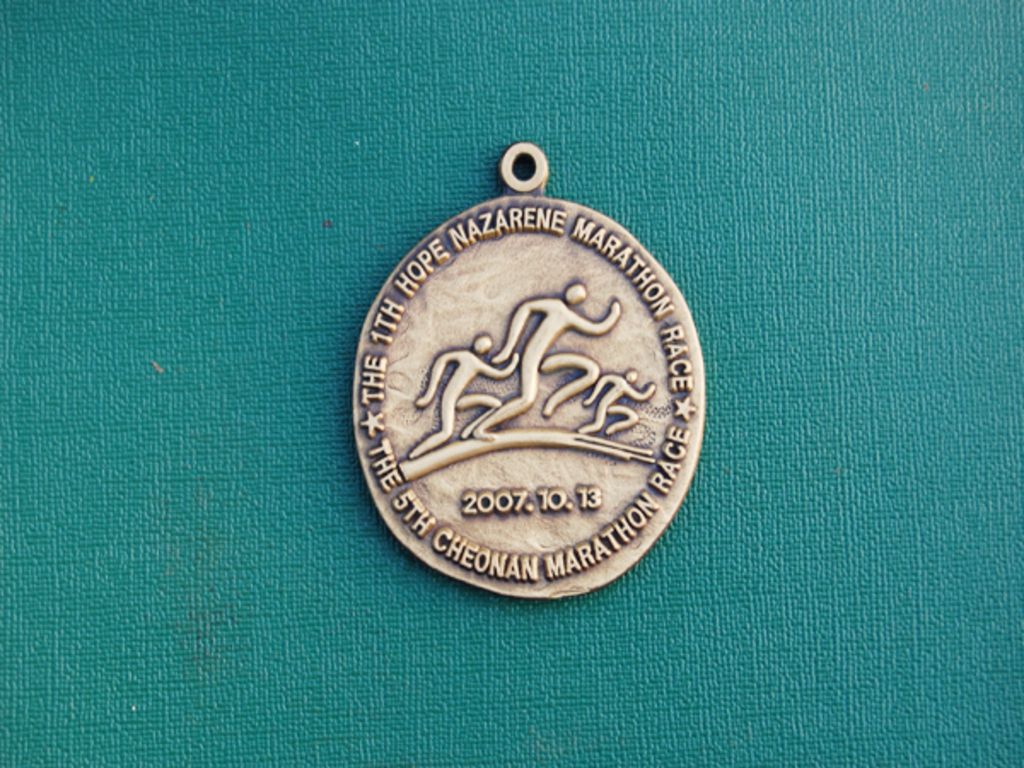 THE 1TH HOPE NAZARENE MARATHON RACE
2007.10.13
THE 5TH CHEONAN MARATHON RACE